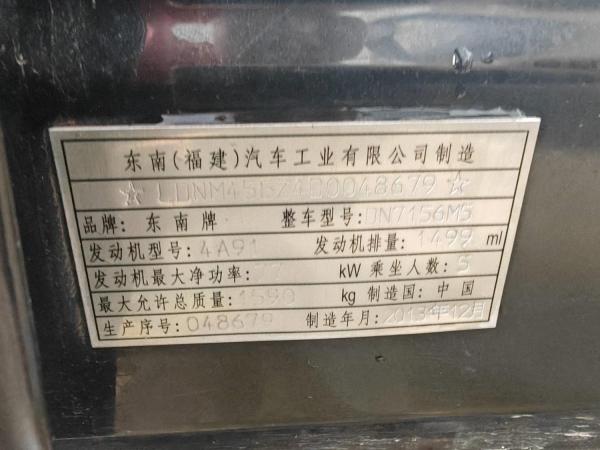 东南(福建)汽车工业有限公司制造
☆LDNM45GZ4D0048679☆
品牌: 东南牌 整车型号:DN7156M5
发动机型号:4A91 发动机排量:1499 ml
发动机最大净功率: kW 乘坐人数:5
最大允许总质量:1590 kg 制造国: 中国
生产序号:048679 制造年月:2013年12月